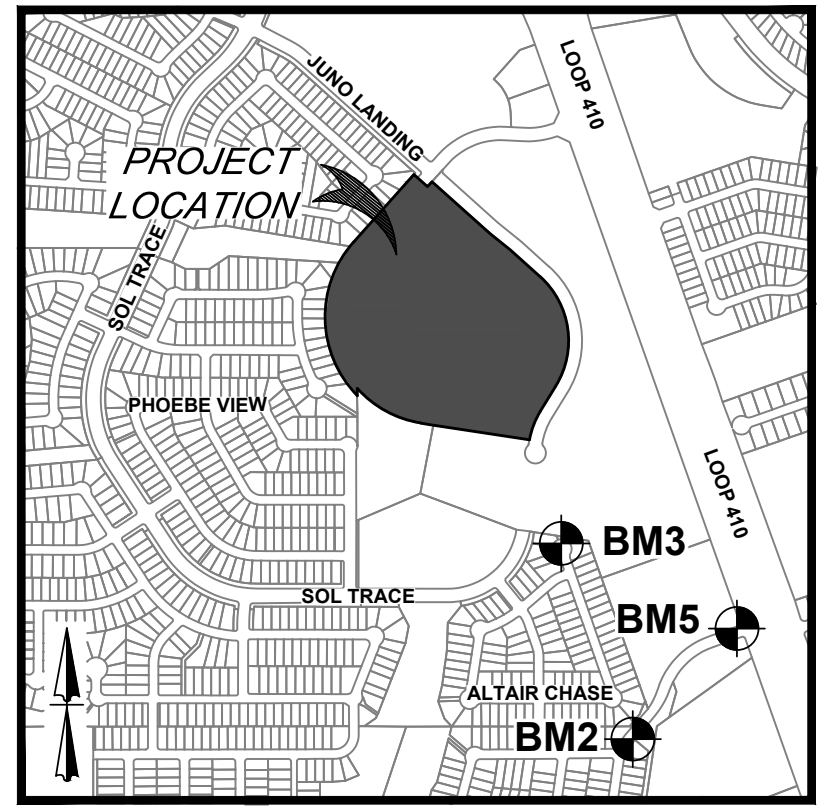 JUNO LANDING
LOOP 410
PROJECT
LOCATION
SOL TRACE
PHOEBE VIEW
LOOP 410
BM3
SOL TRACE
BM5
ALTAIR CHASE
BM2